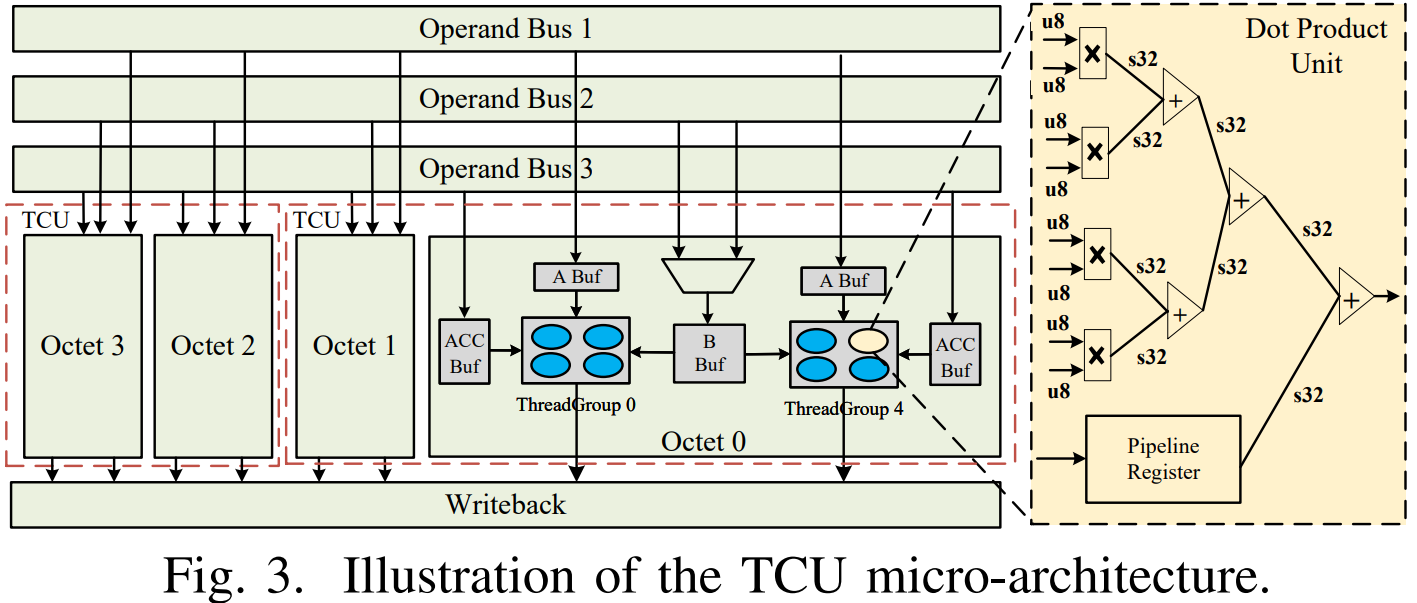 Operand Bus 1
Operand Bus 2
Operand Bus 3
TCU
TCU
Octet 3
Octet 2
Octet 1
A Buf
A Buf
ACC
Buf
B
Buf
ACC
Buf
ThreadGroup 0
ThreadGroup 4
Octet 0
Writeback
Dot Product
Unit
u8
×
s32
u8
+
u8
s32
s32
×
u8
+
u8
s32
×
s32
s32
u8
+
+
u8
×
s32
u8
s32
Pipeline
Register
Fig. 3. Illustration of the TCU micro-architecture.